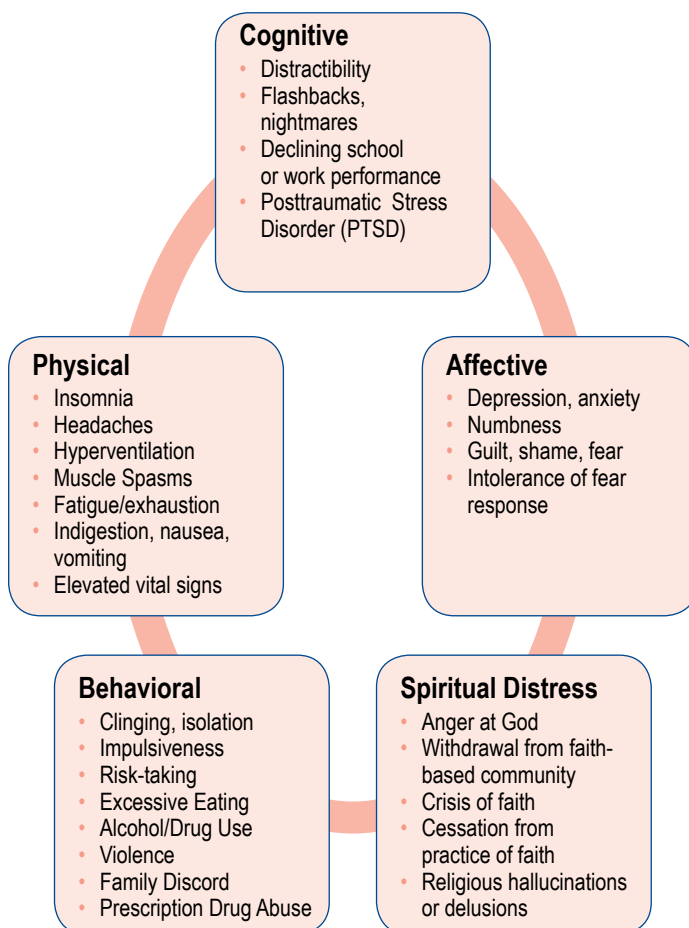 Cognitive
• Distractibility
• Flashbacks,
nightmares
• Declining school
or work performance
• Posttraumatic Stress
Disorder (PTSD)
Physical
• Insomnia
• Headaches
• Hyperventilation
• Muscle Spasms
• Fatigue/exhaustion
• Indigestion, nausea,
vomiting
• Elevated vital signs
Affective
• Depression, anxiety
• Numbness
• Guilt, shame, fear
• Intolerance of fear
response
Behavioral
• Clinging, isolation
• Impulsiveness
• Risk-taking
• Excessive Eating
• Alcohol/Drug Use
• Violence
• Family Discord
• Prescription Drug Abuse
Spiritual Distress
• Anger at God
• Withdrawal from faith-
based community
• Crisis of faith
• Cessation from
practice of faith
• Religious hallucinations
or delusions